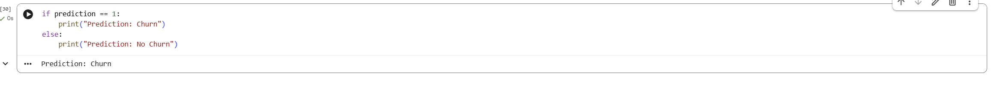 [30]
0s
if prediction == 1:
    print("Prediction: Churn")
else:
    print("Prediction: No Churn")
Prediction: Churn